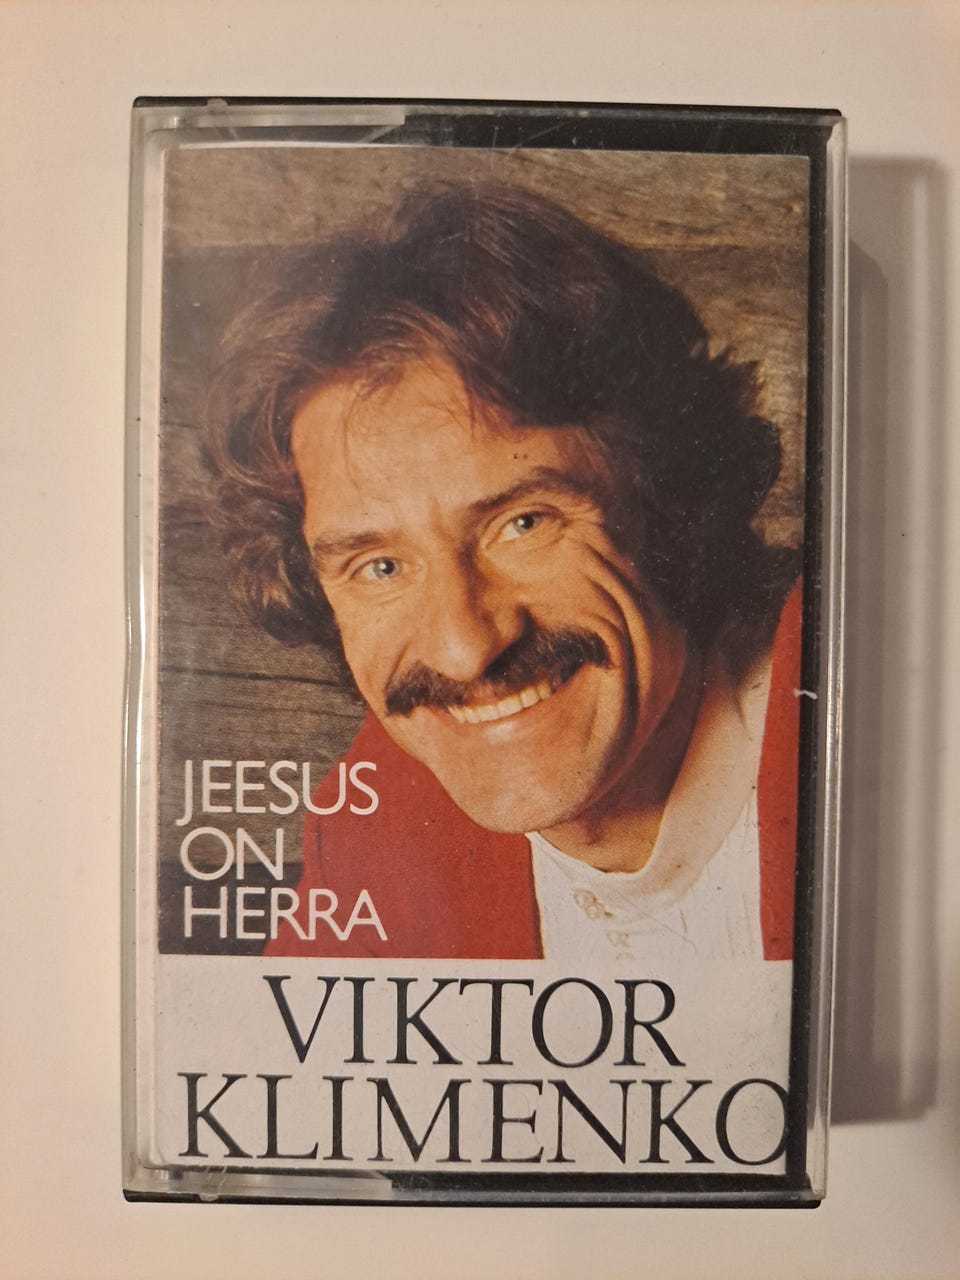 JEESUS
ON
HERRA
VIKTOR
KLIMENKO